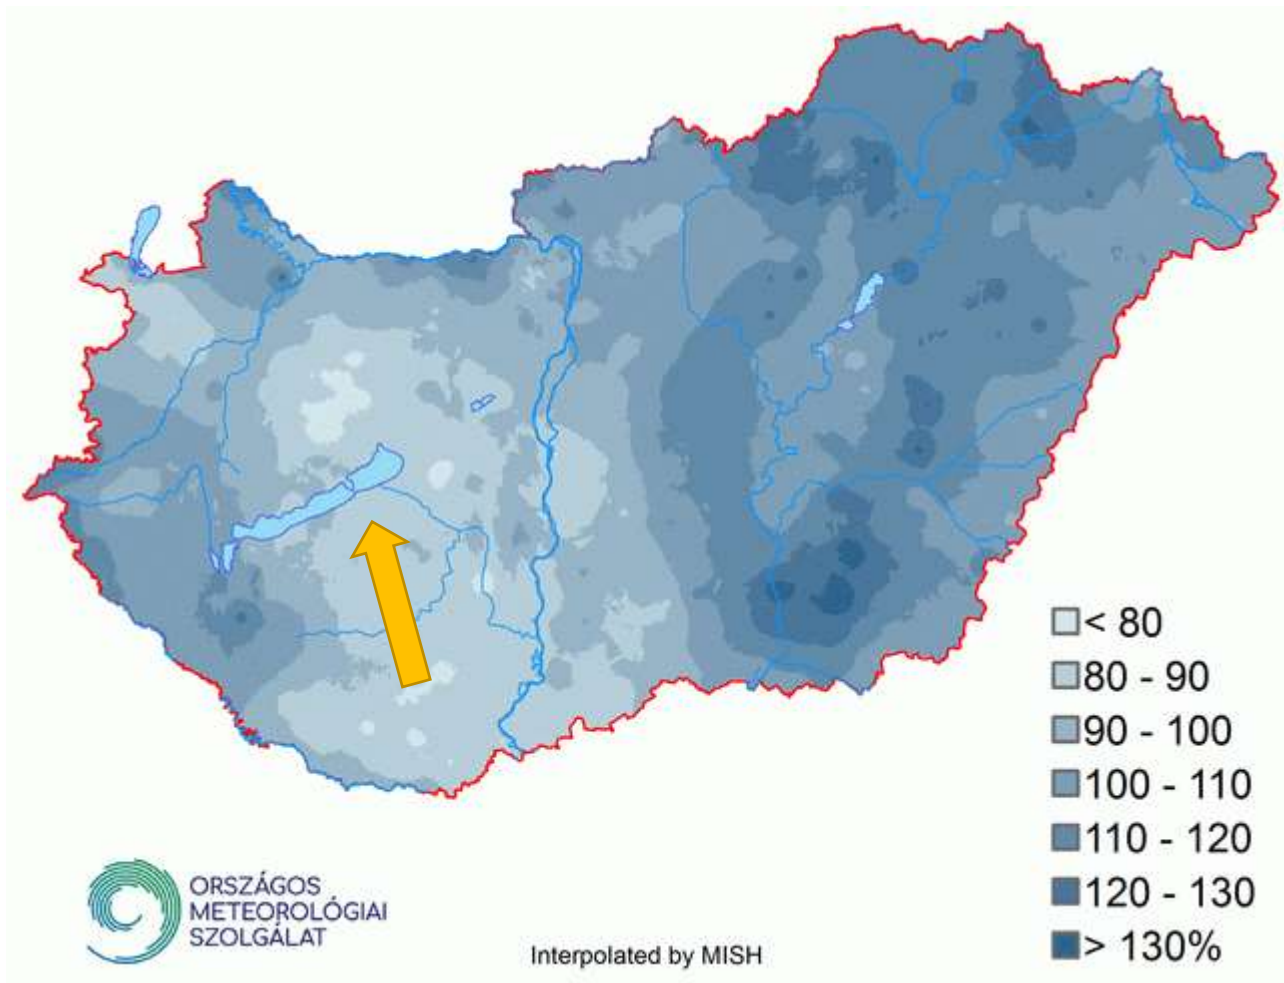 < 80
80 - 90
90 - 100
100 - 110
110 - 120
120 - 130
> 130%
ORSZÁGOS
METEOROLÓGIAI
SZOLGÁLAT
Interpolated by MISH